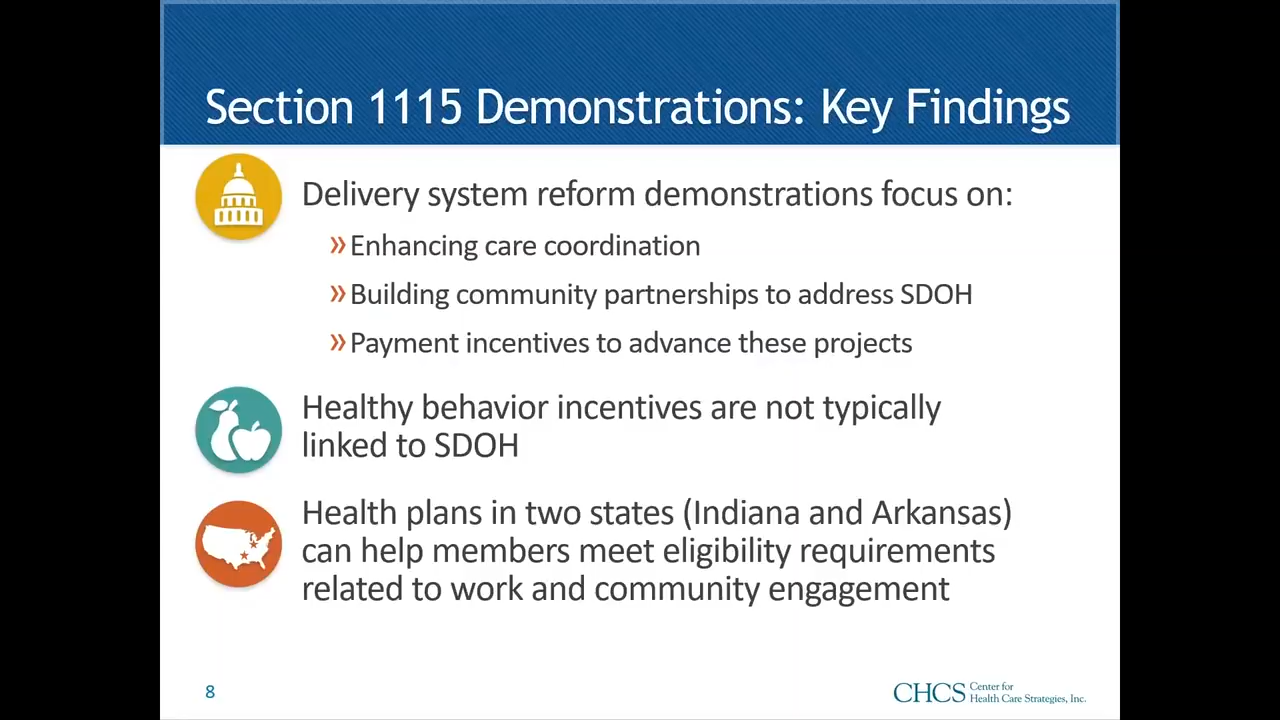 Section 1115 Demonstrations: Key Findings
Delivery system reform demonstrations focus on:
» Enhancing care coordination
» Building community partnerships to address SDOH
» Payment incentives to advance these projects
Healthy behavior incentives are not typically
linked to SDOH
Health plans in two states (Indiana and Arkansas)
can help members meet eligibility requirements
related to work and community engagement
8
CHCS Center for
Health Care Strategies, Inc.